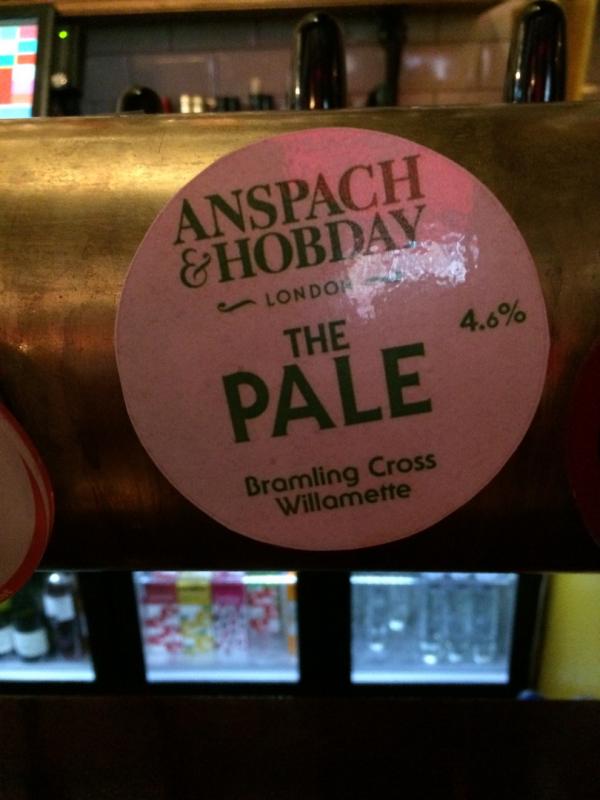 ANSPACH
&HOBDAY
LONDON
THE
PALE
4.6%
Bramling Cross
Willamette